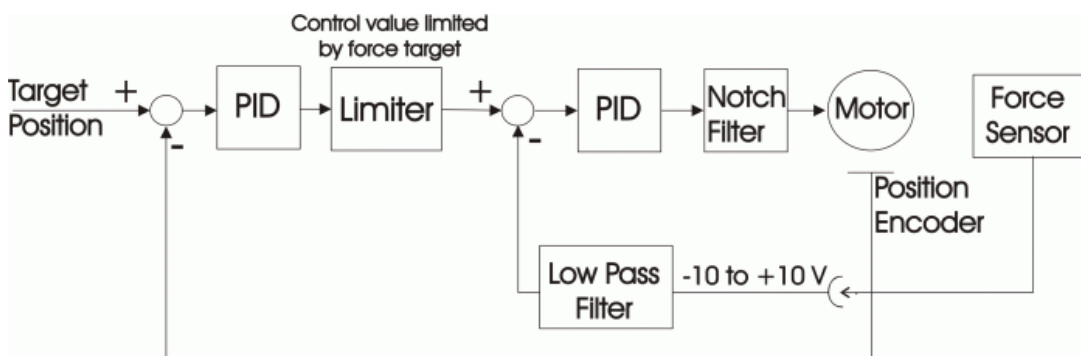 Control value limited
by force target
Target
Position
+
-
PID
Limiter
+
-
PID
Notch
Filter
Motor
Force
Sensor
Position
Encoder
Low Pass
Filter
-10 to +10 V